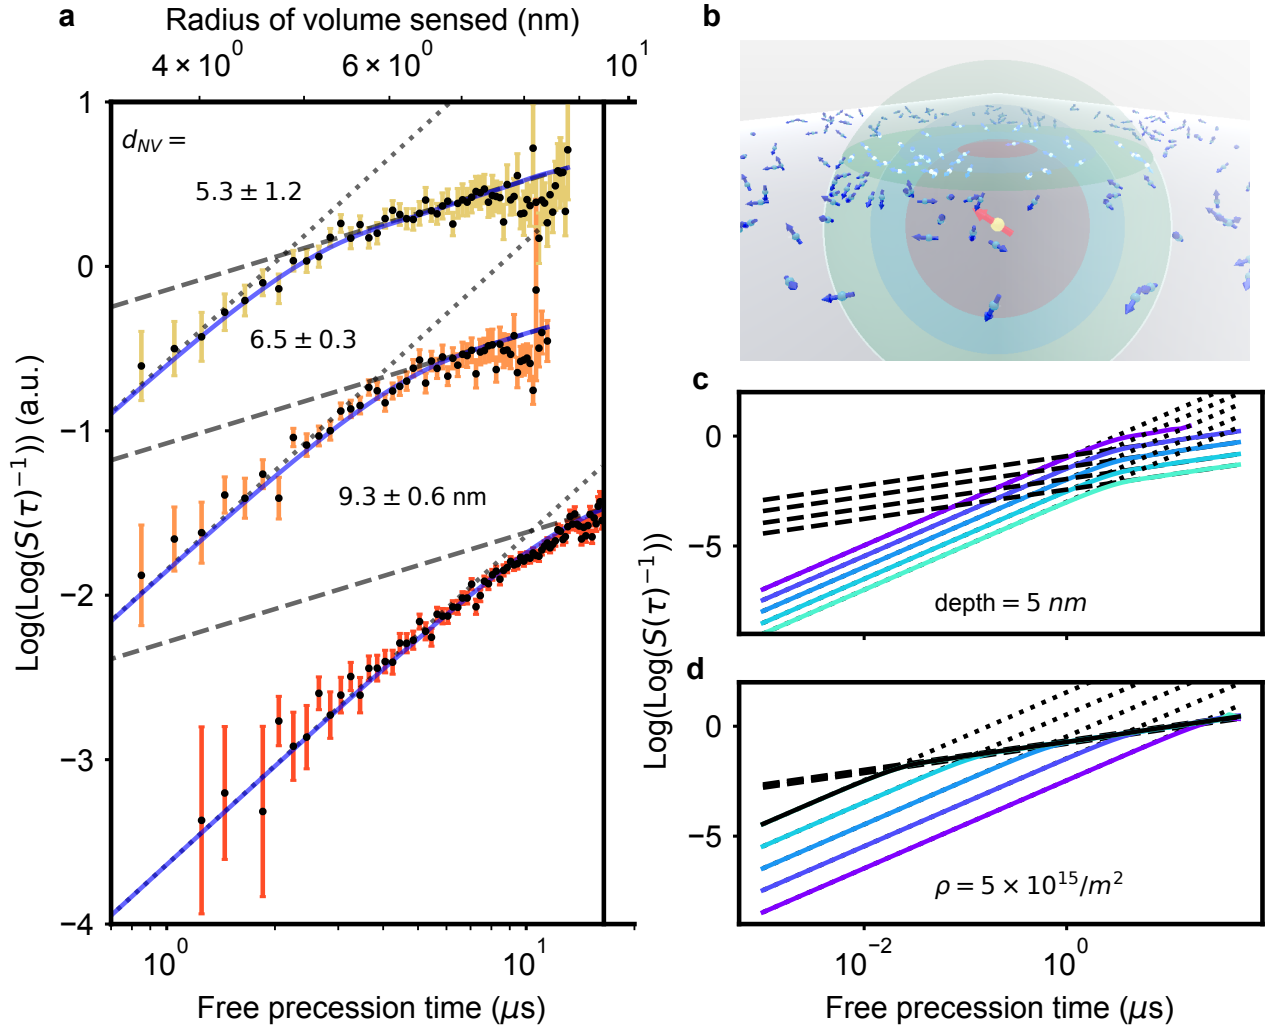 a
Radius of volume sensed (nm)
4 × 10⁰
6 × 10⁰
10¹
1
0
−1
−2
−3
−4
Log(Log(S(τ)⁻¹)) (a.u.)
d_NV =
5.3 ± 1.2
6.5 ± 0.3
9.3 ± 0.6 nm
10⁰
10¹
Free precession time (μs)
b
c
0
−5
depth = 5 nm
Log(Log(S(τ)⁻¹))
d
0
−5
ρ = 5 × 10¹⁵/m²
10⁻²
10⁰
Free precession time (μs)